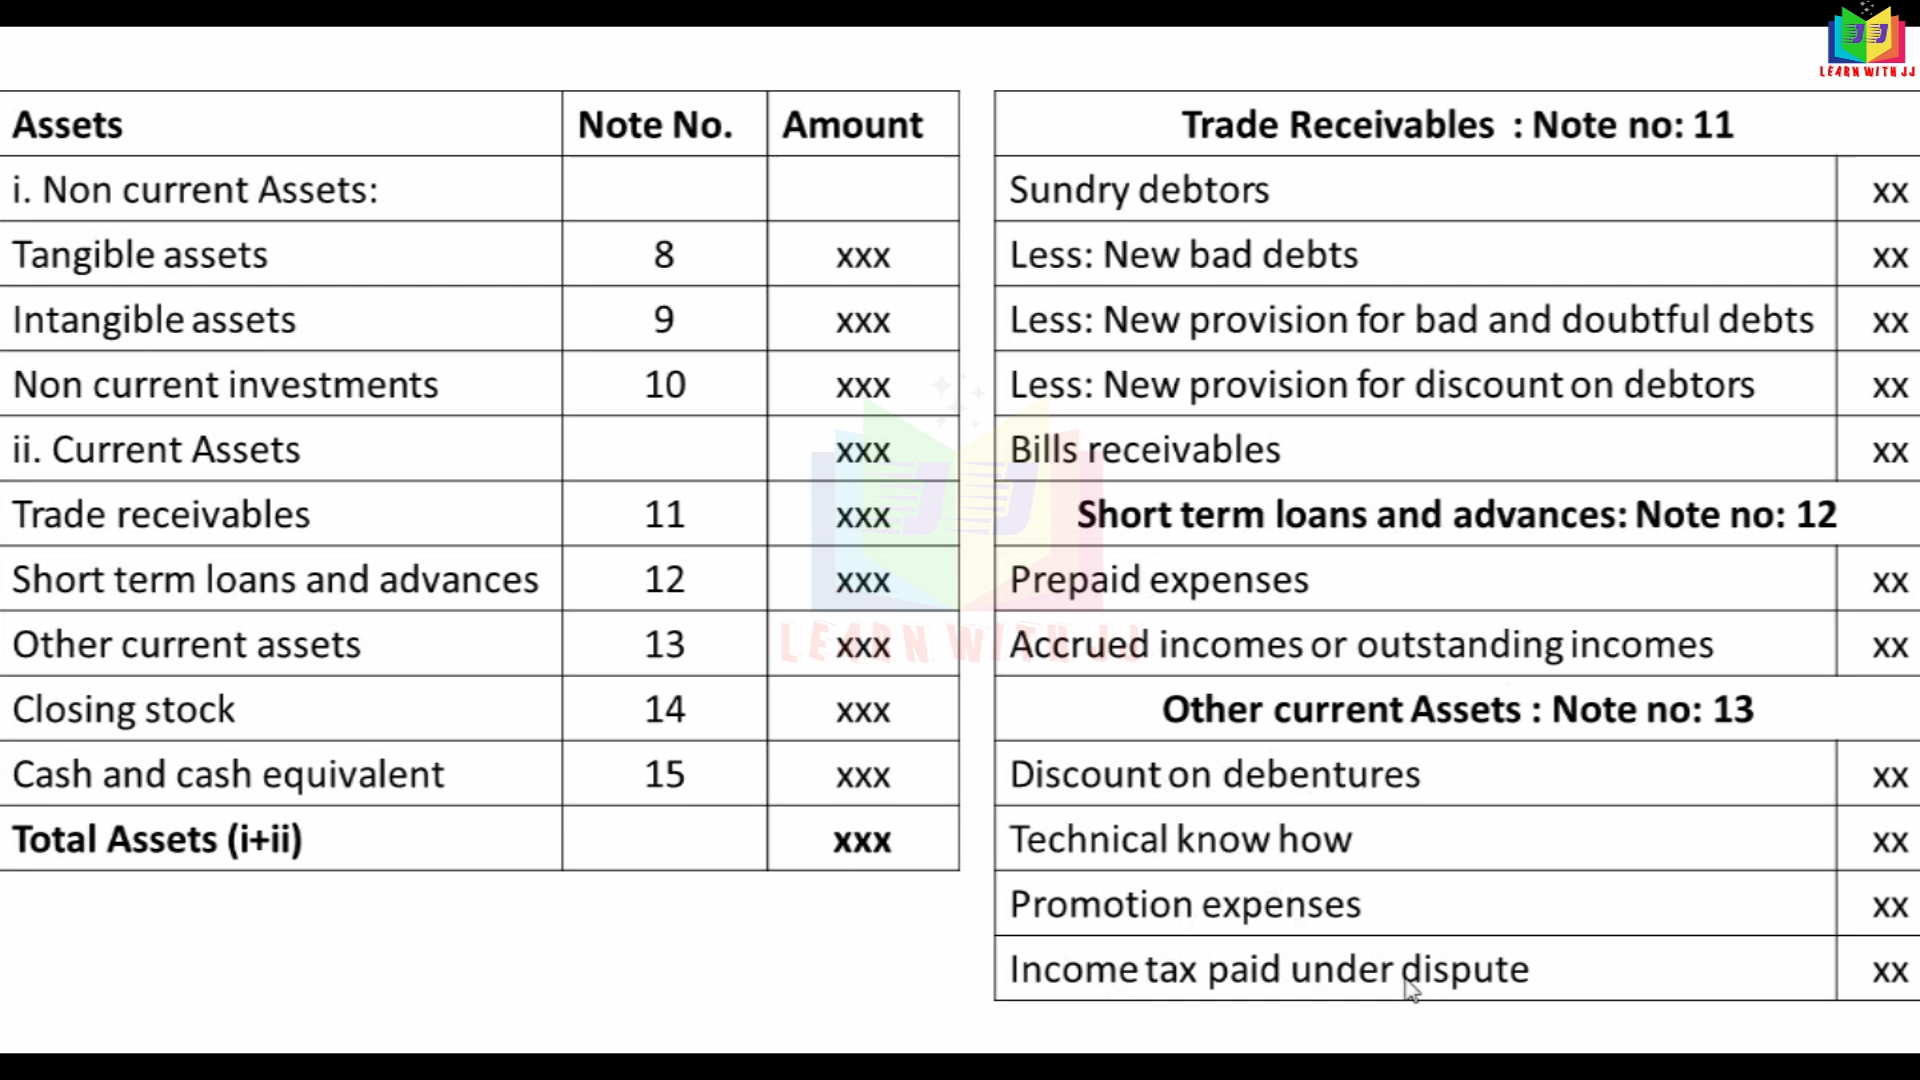 LEARN WITH JJ
Assets Note No. Amount
i. Non current Assets:
Tangible assets 8 xxx
Intangible assets 9 xxx
Non current investments 10 xxx
ii. Current Assets xxx
Trade receivables 11 xxx
Short term loans and advances 12 xxx
Other current assets 13 xxx
Closing stock 14 xxx
Cash and cash equivalent 15 xxx
Total Assets (i+ii) xxx
Trade Receivables : Note no: 11
Sundry debtors xx
Less: New bad debts xx
Less: New provision for bad and doubtful debts xx
Less: New provision for discount on debtors xx
Bills receivables xx
Short term loans and advances: Note no: 12
Prepaid expenses xx
Accrued incomes or outstanding incomes xx
Other current Assets : Note no: 13
Discount on debentures xx
Technical know how xx
Promotion expenses xx
Income tax paid under dispute xx
JJ
LEARN WITH JJ